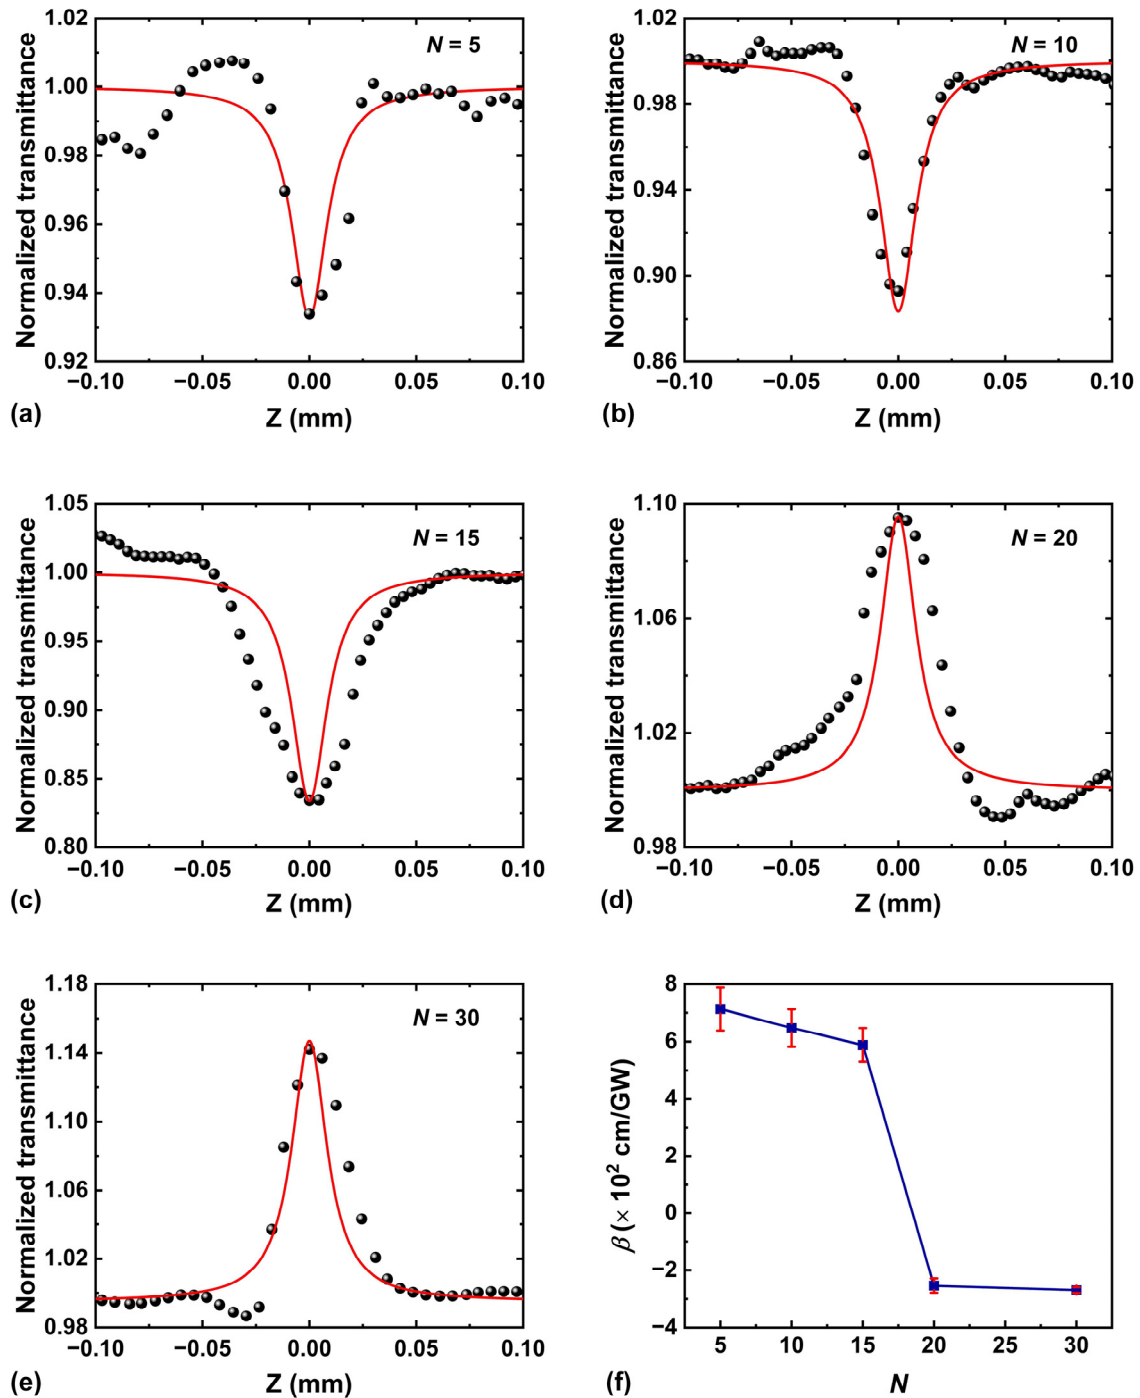 1.02
1.00
0.98
0.96
0.94
0.92
Normalized transmittance
N = 5
−0.10 −0.05 0.00 0.05 0.10
Z (mm)
(a)
1.02
0.98
0.94
0.90
0.86
Normalized transmittance
N = 10
−0.10 −0.05 0.00 0.05 0.10
Z (mm)
(b)
1.05
1.00
0.95
0.90
0.85
0.80
Normalized transmittance
N = 15
−0.10 −0.05 0.00 0.05 0.10
Z (mm)
(c)
1.10
1.06
1.02
0.98
Normalized transmittance
N = 20
−0.10 −0.05 0.00 0.05 0.10
Z (mm)
(d)
1.18
1.14
1.10
1.06
1.02
0.98
Normalized transmittance
N = 30
−0.10 −0.05 0.00 0.05 0.10
Z (mm)
(e)
8
6
4
2
0
−2
−4
β (× 10² cm/GW)
5 10 15 20 25 30
N
(f)